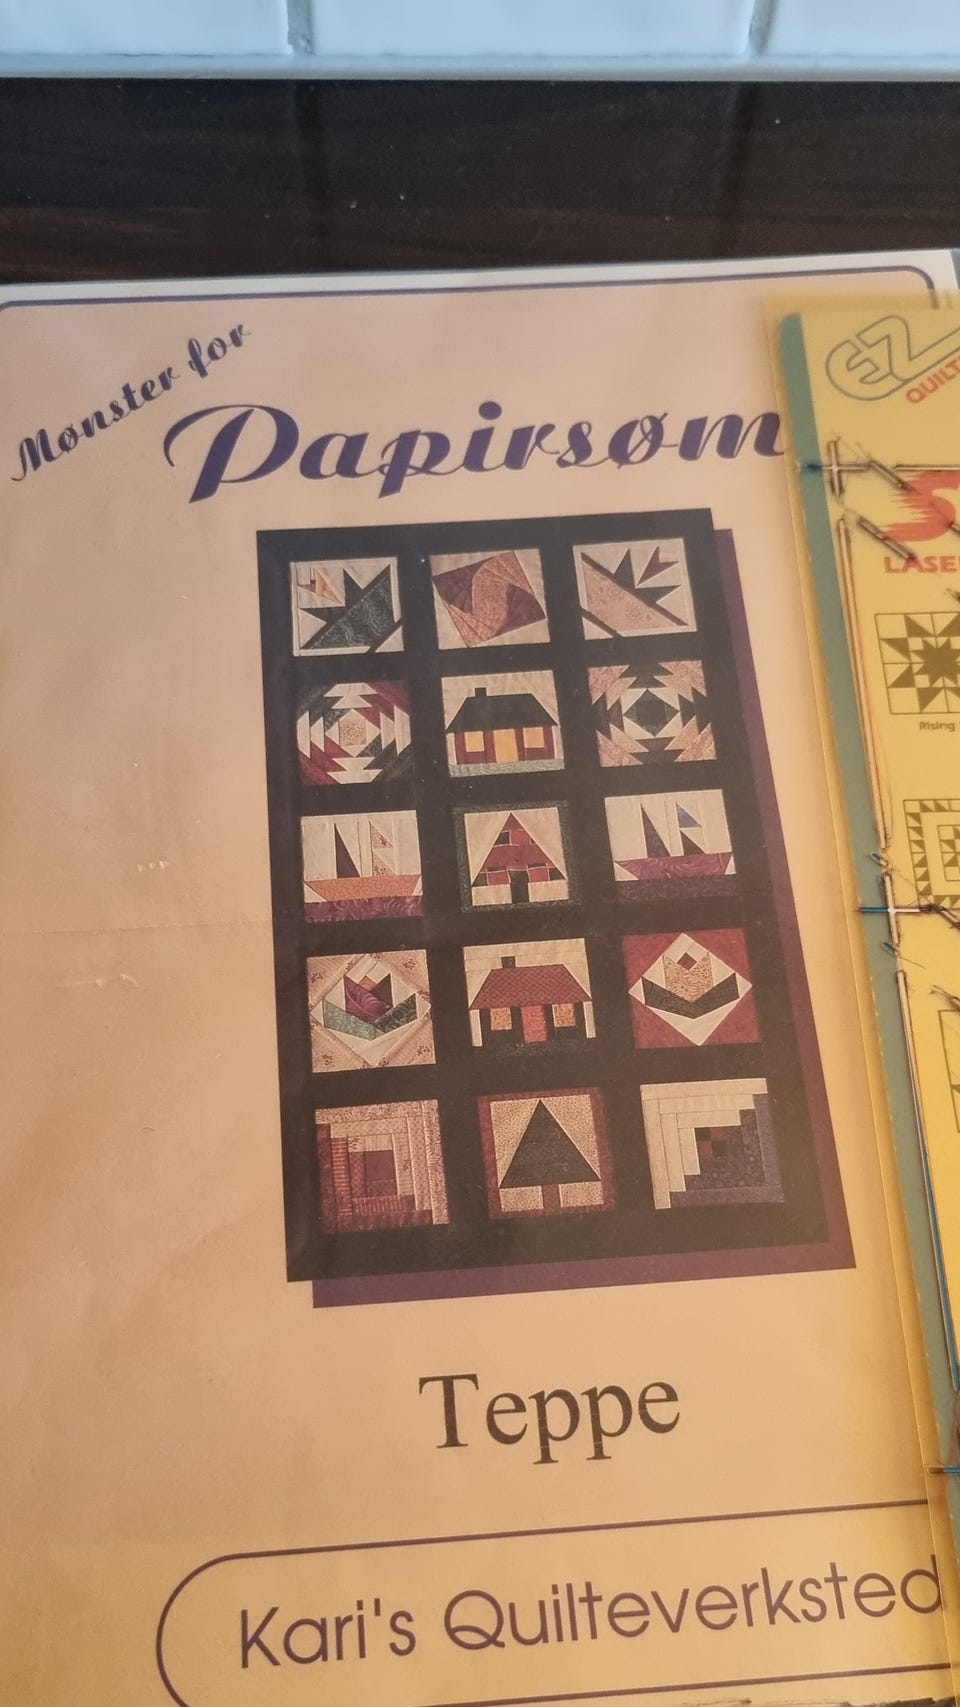 Mønster for
Papirsøm
Teppe
Kari's Quilteverksted
EZ
LASE
Rising